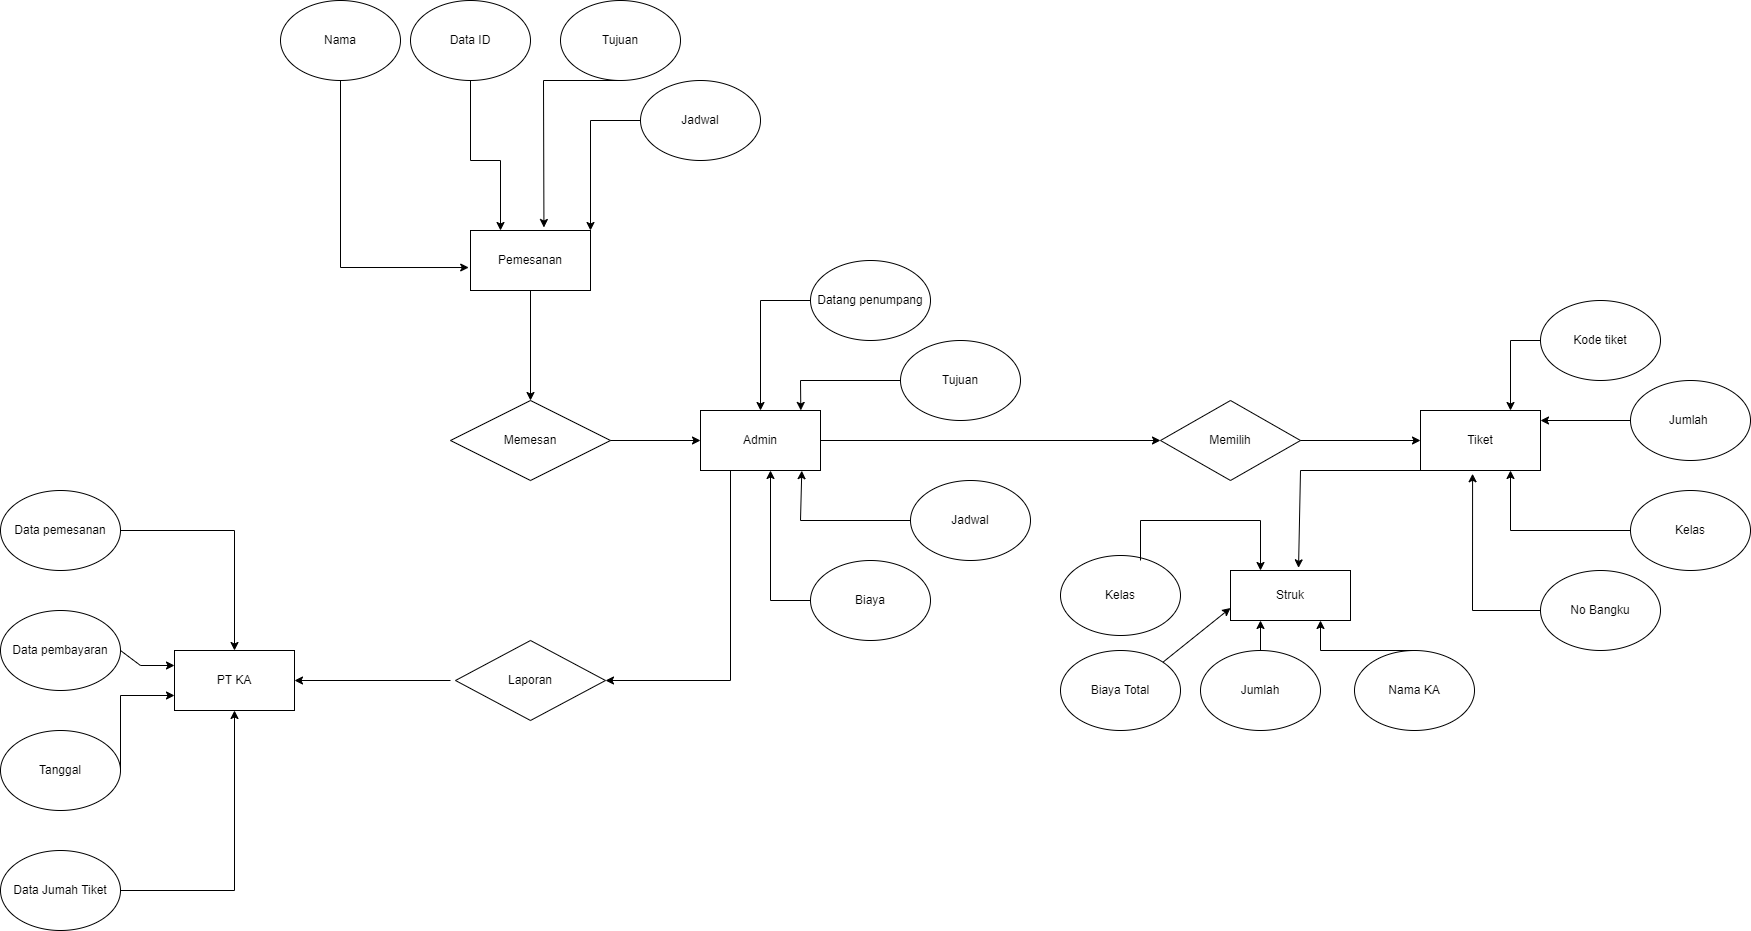 Nama
Data ID
Tujuan
Jadwal
Pemesanan
Datang penumpang
Kode tiket
Tujuan
Jumlah
Memesan
Admin
Memilih
Tiket
Data pemesanan
Jadwal
Kelas
Kelas
Struk
Biaya
No Bangku
Data pembayaran
PT KA
Laporan
Biaya Total
Jumlah
Nama KA
Tanggal
Data Jumah Tiket